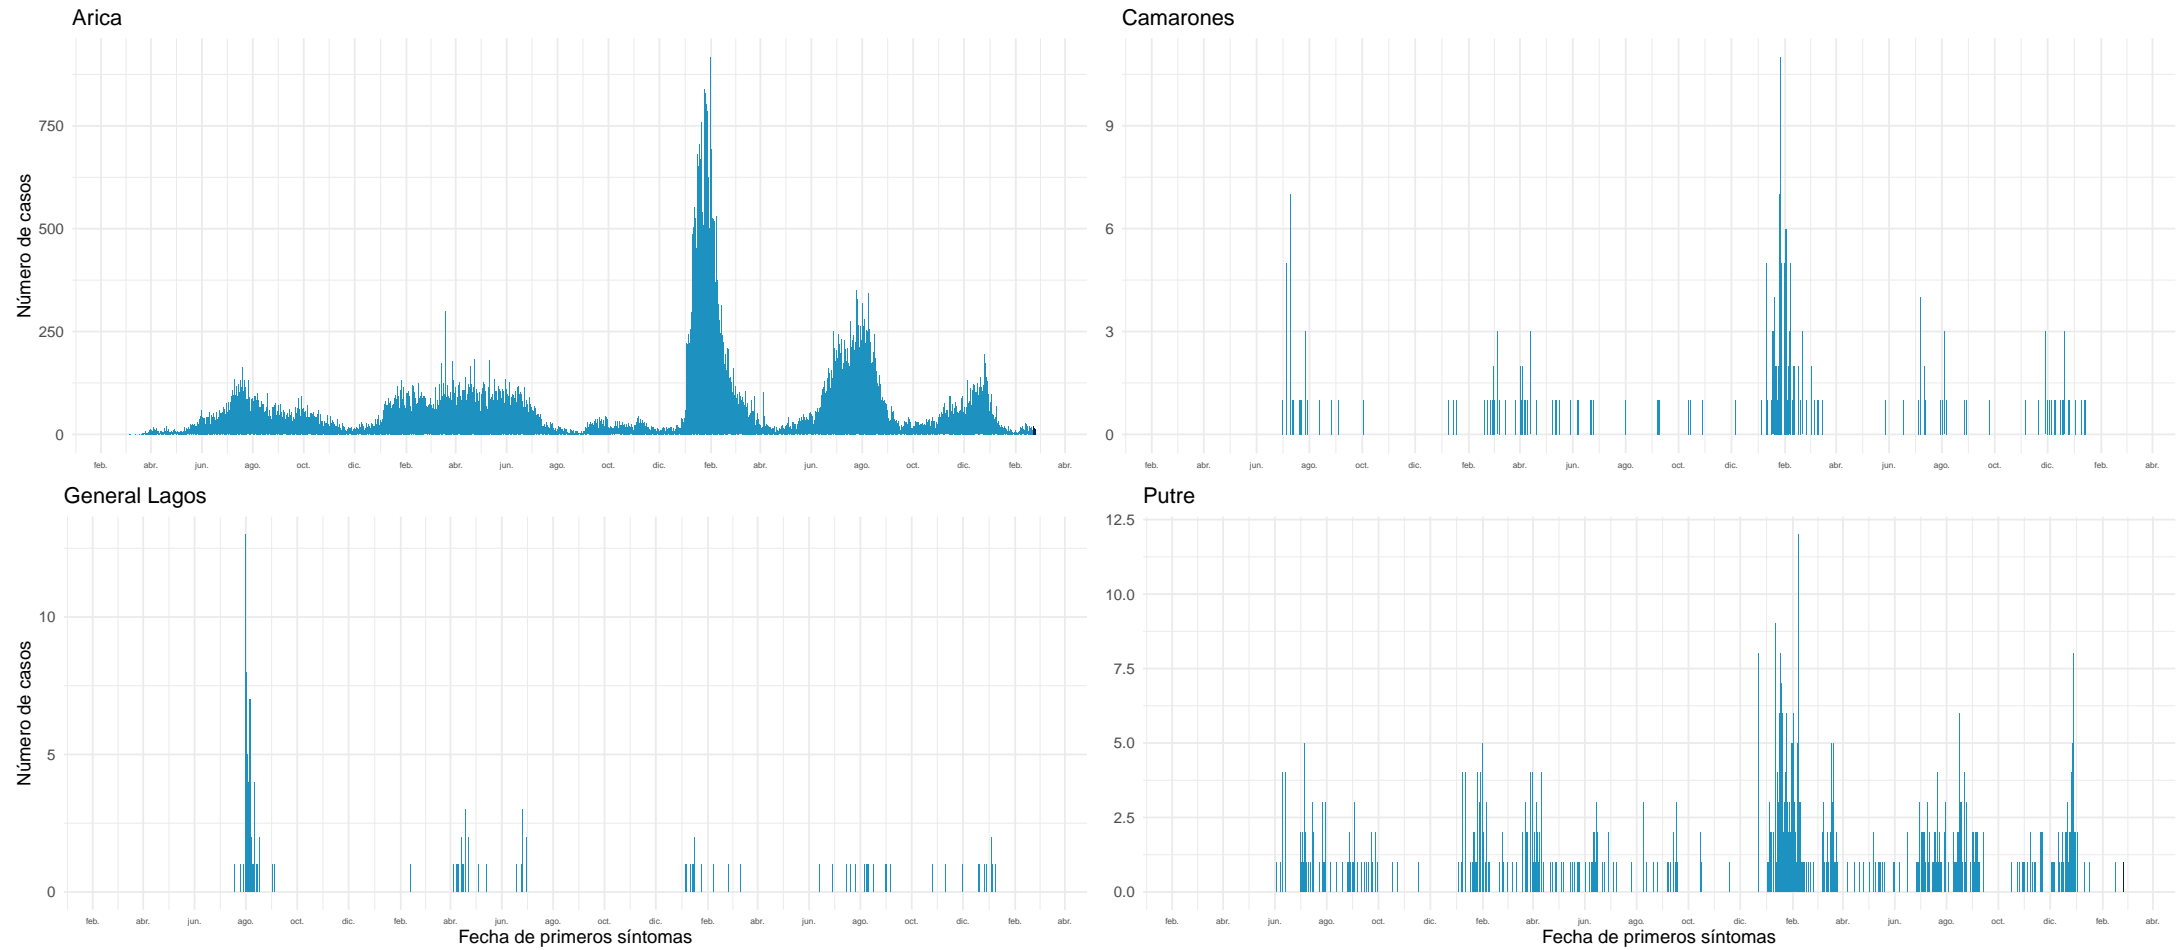 Arica
Número de casos
750
500
250
0
feb. abr. jun. ago. oct. dic. feb. abr. jun. ago. oct. dic. feb. abr. jun. ago. oct. dic. feb. abr.
Camarones
9
6
3
0
feb. abr. jun. ago. oct. dic. feb. abr. jun. ago. oct. dic. feb. abr. jun. ago. oct. dic. feb. abr.
General Lagos
Número de casos
10
5
0
feb. abr. jun. ago. oct. dic. feb. abr. jun. ago. oct. dic. feb. abr. jun. ago. oct. dic. feb. abr.
Fecha de primeros síntomas
Putre
12.5
10.0
7.5
5.0
2.5
0.0
feb. abr. jun. ago. oct. dic. feb. abr. jun. ago. oct. dic. feb. abr. jun. ago. oct. dic. feb. abr.
Fecha de primeros síntomas